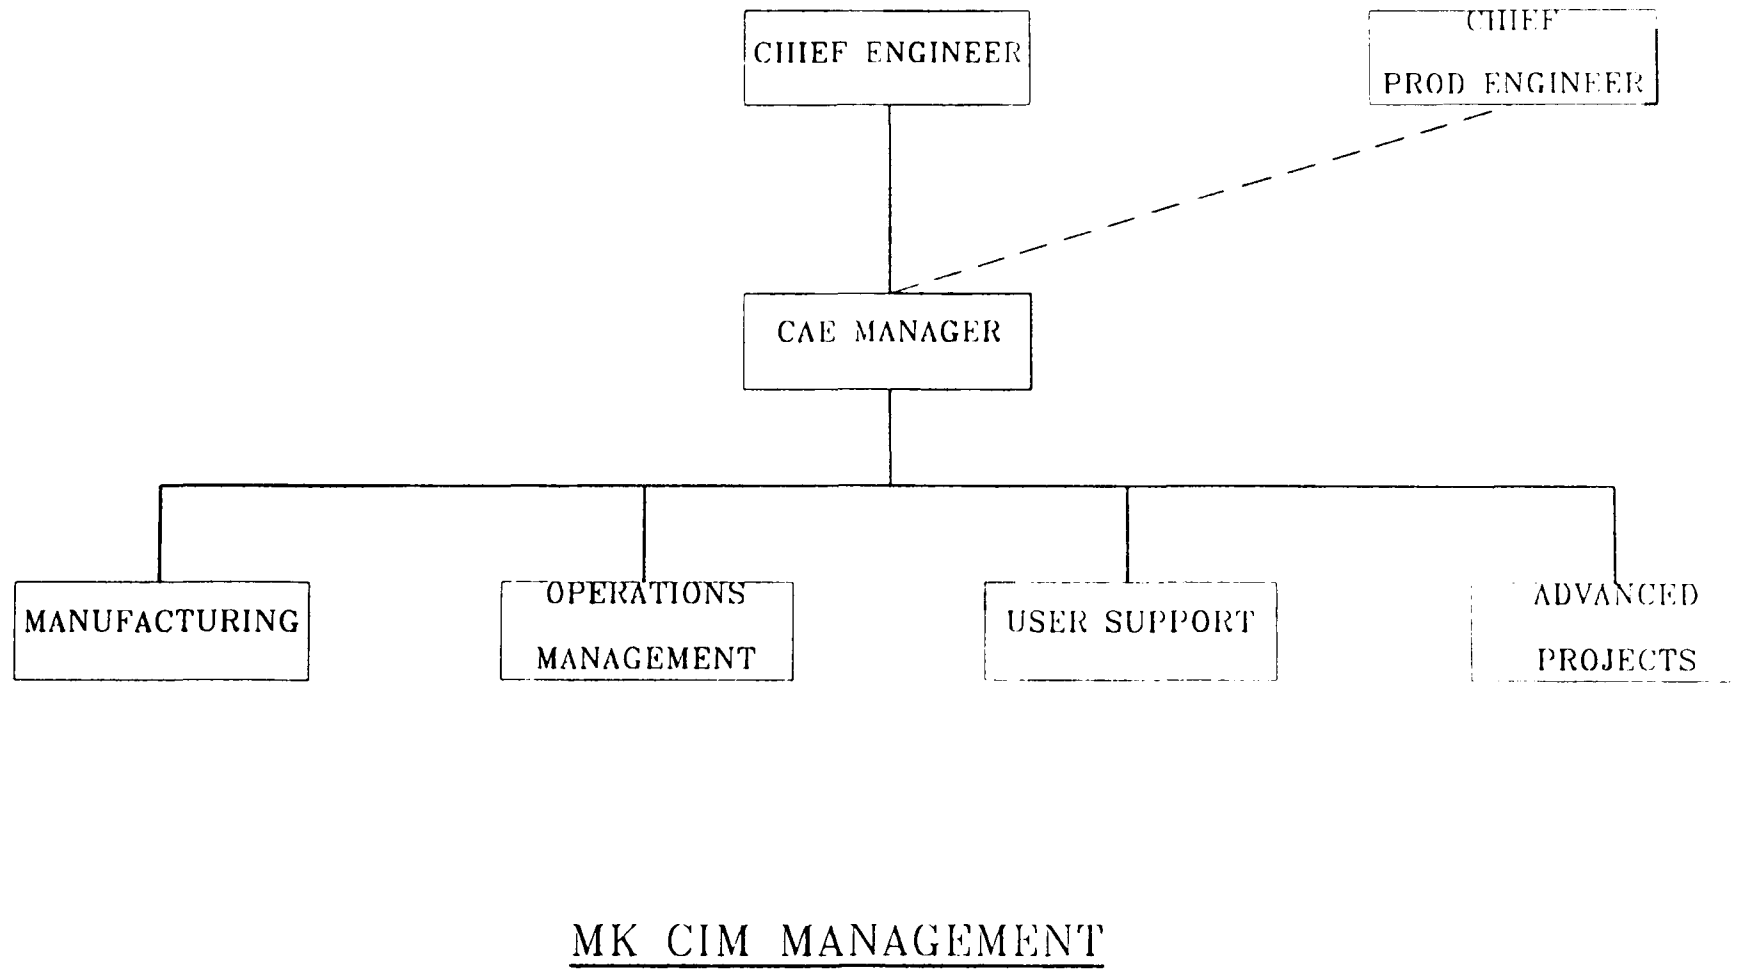 CHIEF ENGINEER
CHIEF
PROD ENGINEER
CAE MANAGER
MANUFACTURING
OPERATIONS
MANAGEMENT
USER SUPPORT
ADVANCED
PROJECTS
MK CIM MANAGEMENT